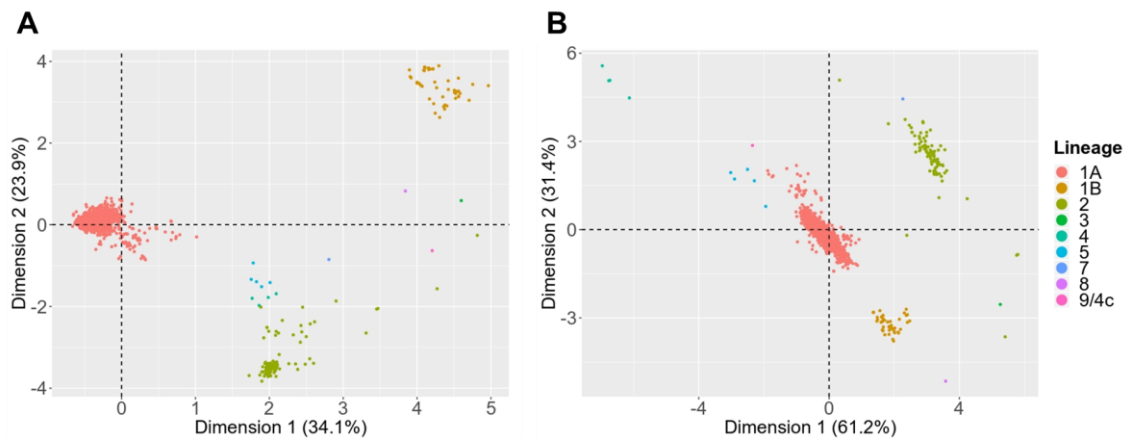 A
4
2
0
-2
-4
0
1
2
3
4
5
Dimension 1 (34.1%)
Dimension 2 (23.9%)
B
6
3
0
-3
-4
0
4
Dimension 1 (61.2%)
Dimension 2 (31.4%)
Lineage
1A
1B
2
3
4
5
7
8
9/4c